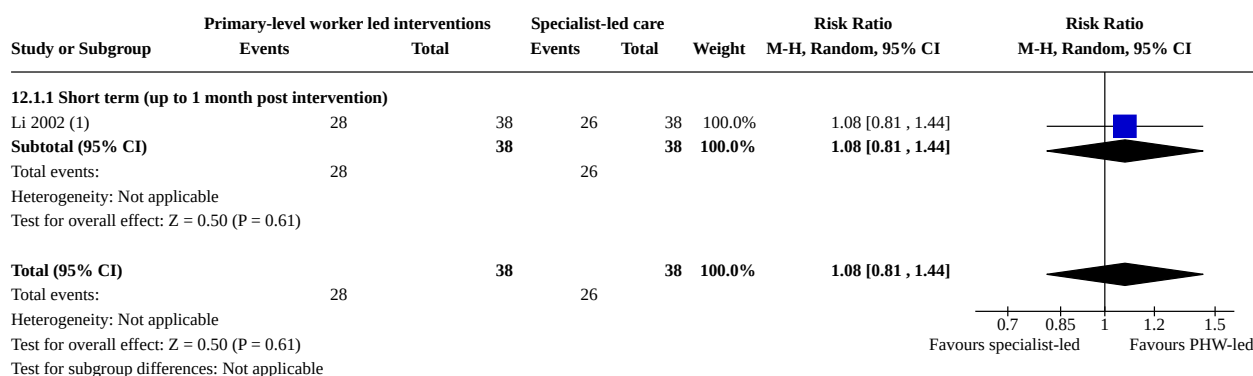 Primary-level worker led interventions Specialist-led care Risk Ratio Risk Ratio
Study or Subgroup Events Total Events Total Weight M-H, Random, 95% CI M-H, Random, 95% CI
12.1.1 Short term (up to 1 month post intervention)
Li 2002 (1) 28 38 26 38 100.0% 1.08 [0.81 , 1.44]
Subtotal (95% CI) 38 38 100.0% 1.08 [0.81 , 1.44]
Total events: 28 26
Heterogeneity: Not applicable
Test for overall effect: Z = 0.50 (P = 0.61)
Total (95% CI) 38 38 100.0% 1.08 [0.81 , 1.44]
Total events: 28 26
Heterogeneity: Not applicable
0.7 0.85 1 1.2 1.5
Test for overall effect: Z = 0.50 (P = 0.61) Favours specialist-led Favours PHW-led
Test for subgroup differences: Not applicable